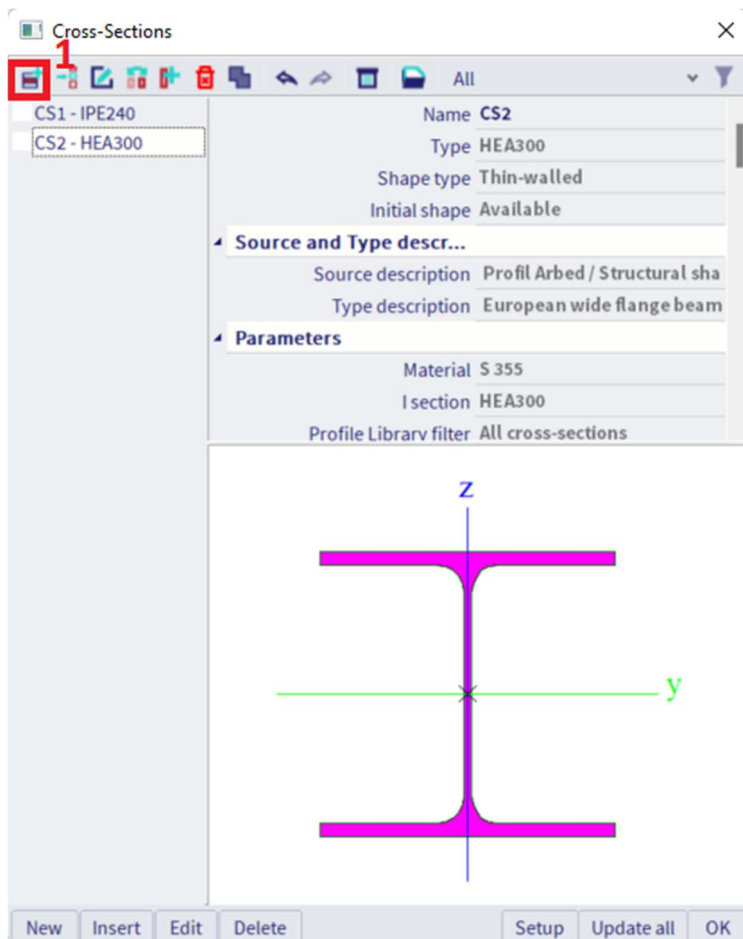 Cross-Sections
1
All
CS1 - IPE240
CS2 - HEA300
Name CS2
Type HEA300
Shape type Thin-walled
Initial shape Available
Source and Type descr...
Source description Profil Arbed / Structural sha
Type description European wide flange beam
Parameters
Material S 355
I section HEA300
Profile Library filter All cross-sections
z
y
New Insert Edit Delete Setup Update all OK